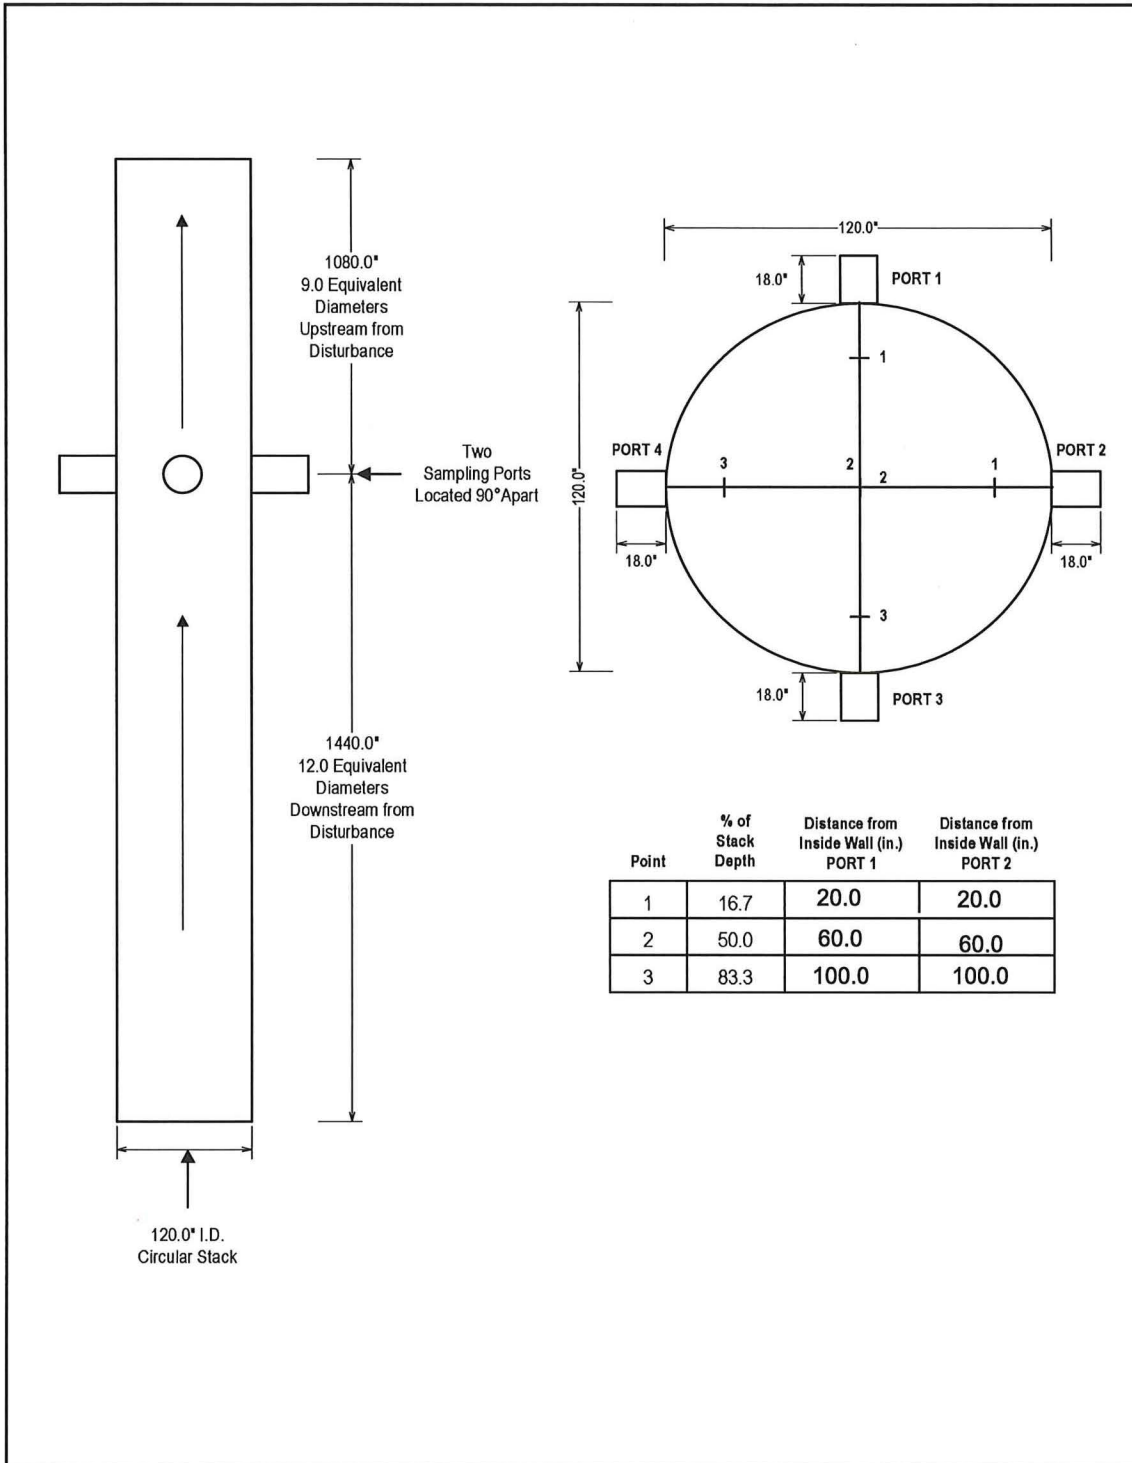 1080.0"
9.0 Equivalent
Diameters
Upstream from
Disturbance
Two
Sampling Ports
Located 90°Apart
1440.0"
12.0 Equivalent
Diameters
Downstream from
Disturbance
120.0" I.D.
Circular Stack
120.0"
18.0"
PORT 1
1
120.0"
PORT 4
3
2
2
1
PORT 2
18.0"
18.0"
3
18.0"
PORT 3
Point
% of
Stack
Depth
Distance from
Inside Wall (in.)
PORT 1
Distance from
Inside Wall (in.)
PORT 2
1 16.7 20.0 20.0
2 50.0 60.0 60.0
3 83.3 100.0 100.0